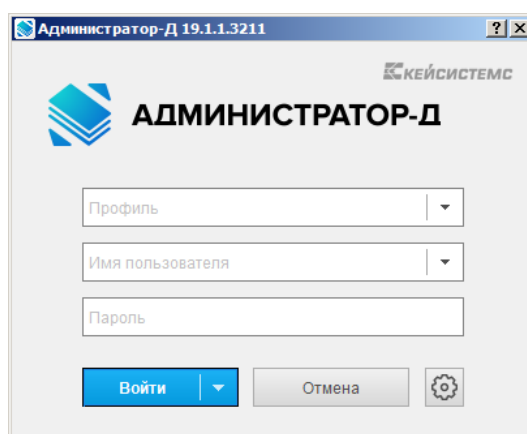 Администратор-Д 19.1.1.3211
КЕЙСИСТЕМС
АДМИНИСТРАТОР-Д
Профиль
Имя пользователя
Пароль
Войти
Отмена